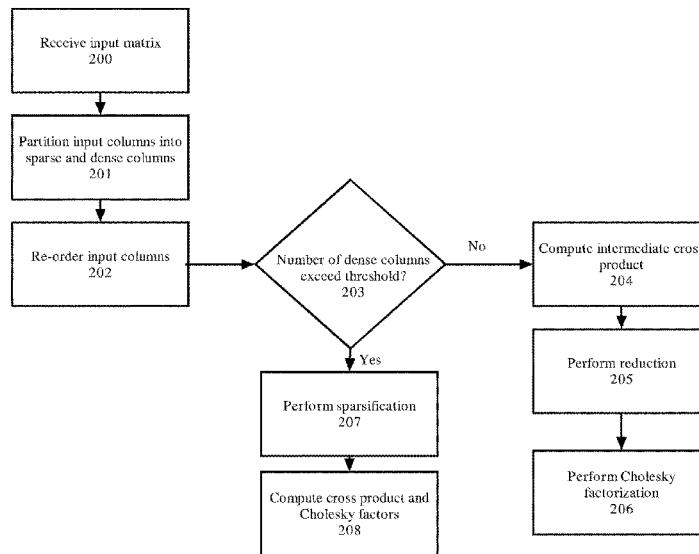 Receive input matrix
200
Partition input columns into
sparse and dense columns
201
Re-order input columns
202
Number of dense columns
exceed threshold?
203
No
Compute intermediate cross
product
204
Perform reduction
205
Perform Cholesky
factorization
206
Yes
Perform sparsification
207
Compute cross product and
Cholesky factors
208